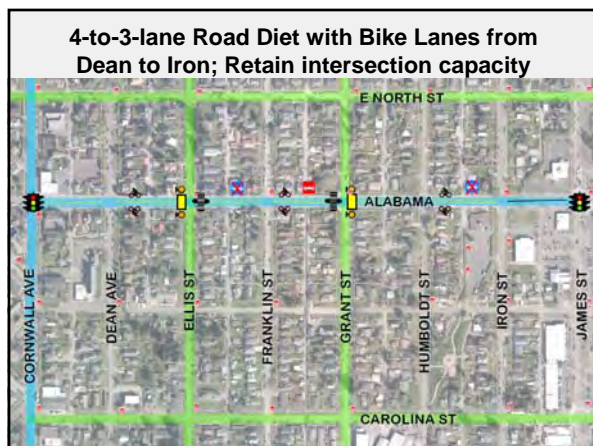 4-to-3-lane Road Diet with Bike Lanes from
Dean to Iron; Retain intersection capacity
E NORTH ST
ALABAMA
CORNWALL AVE
DEAN AVE
ELLIS ST
FRANKLIN ST
GRANT ST
HUMBOLDT ST
IRON ST
JAMES ST
CAROLINA ST